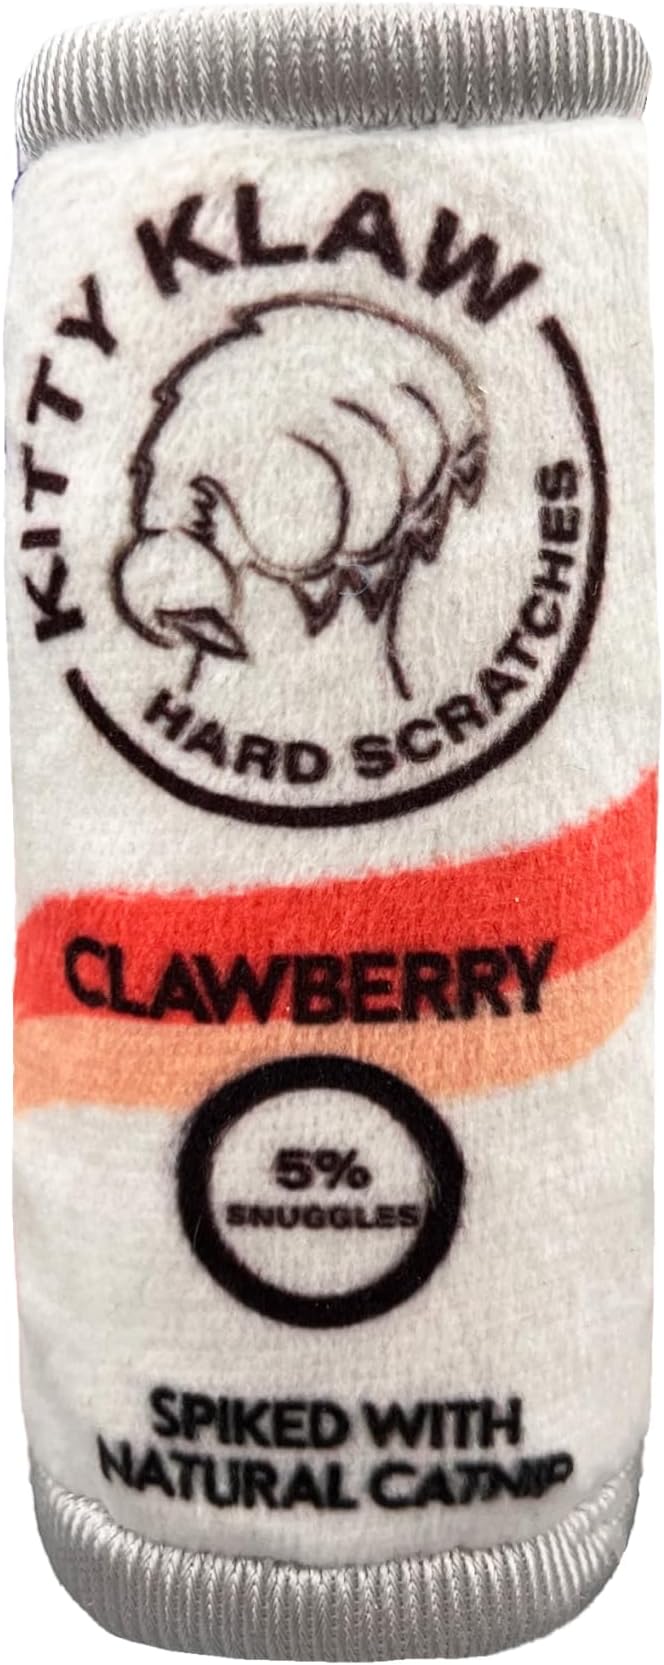 KITTY KLAW
HARD SCRATCHES
CLAWBERRY
5%
SNUGGLES
SPIKED WITH
NATURAL CATNIP